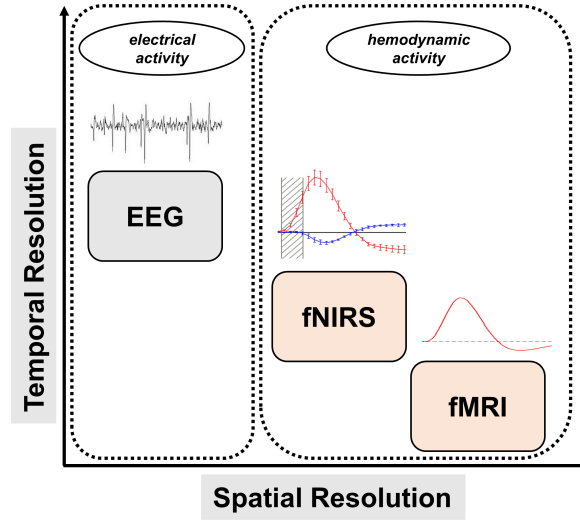 electrical
activity
hemodynamic
activity
EEG
fNIRS
fMRI
Temporal Resolution
Spatial Resolution